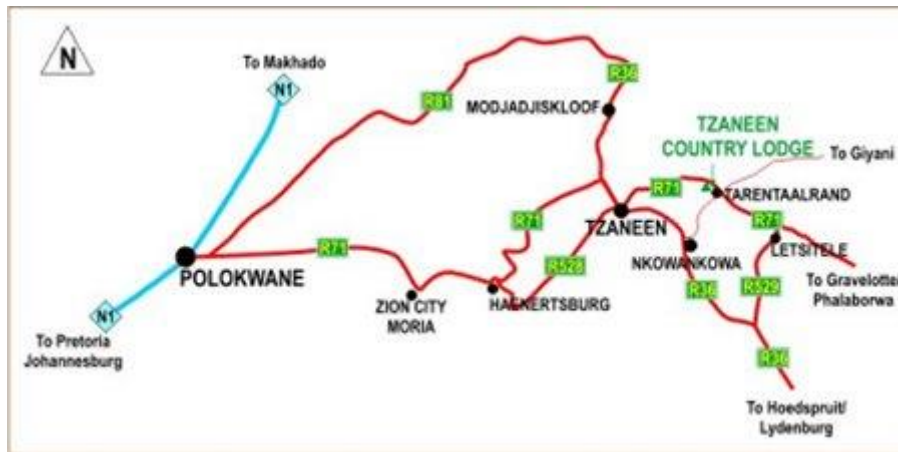 N
To Makhado
N1
R36
R81
MODJADJISKLOOF
TZANEEN
COUNTRY LODGE
To Giyani
R71
TARENTAALRAND
R71
TZANEEN
R71
LETSITELE
R71
POLOKWANE
R528
NKOWANKOWA
To Gravelotte/
Phalaborwa
ZION CITY
MORIA
HAENERTSBURG
R36
R529
N1
To Pretoria
Johannesburg
R36
To Hoedspruit/
Lydenburg